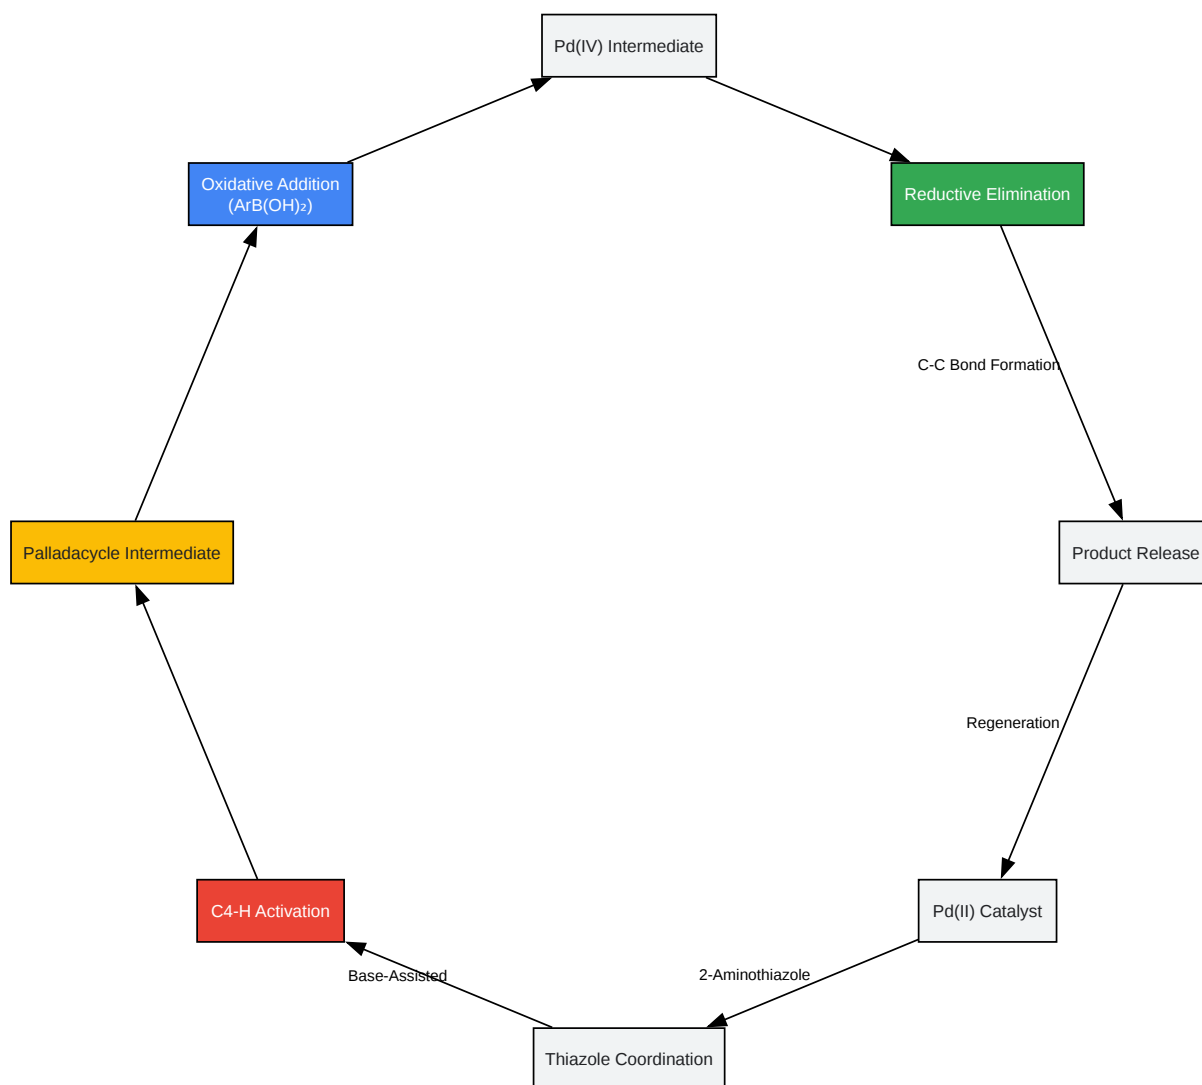 Pd(IV) Intermediate
Oxidative Addition
(ArB(OH)₂)
Reductive Elimination
C-C Bond Formation
Palladacycle Intermediate
Product Release
Regeneration
C4-H Activation
Pd(II) Catalyst
Base-Assisted
2-Aminothiazole
Thiazole Coordination